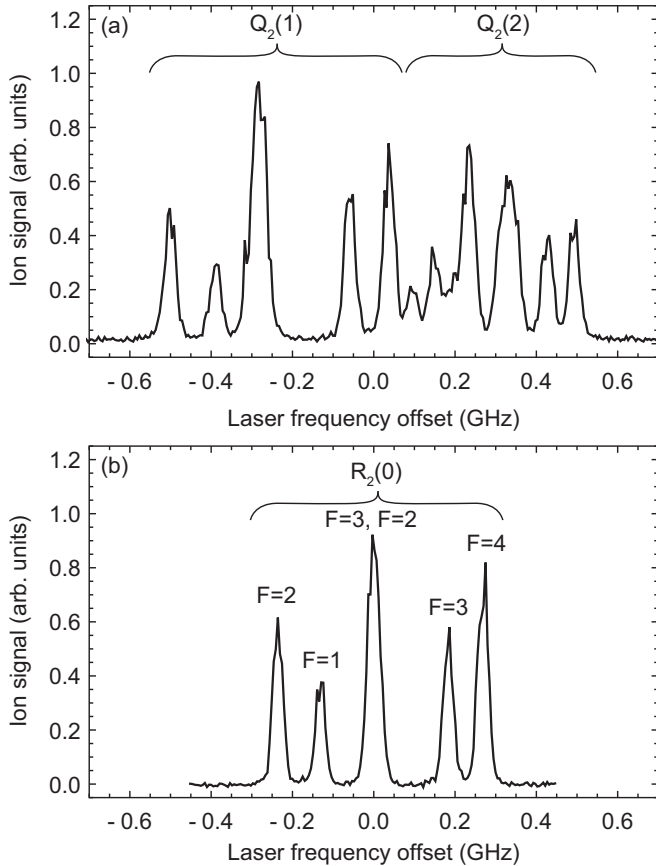 (a)
Q₂(1)
Q₂(2)
Ion signal (arb. units)
1.2
1.0
0.8
0.6
0.4
0.2
0.0
- 0.6
- 0.4
- 0.2
0.0
0.2
0.4
0.6
Laser frequency offset (GHz)
(b)
R₂(0)
F=3, F=2
F=4
F=2
F=3
F=1
Ion signal (arb. units)
1.2
1.0
0.8
0.6
0.4
0.2
0.0
- 0.6
- 0.4
- 0.2
0.0
0.2
0.4
0.6
Laser frequency offset (GHz)